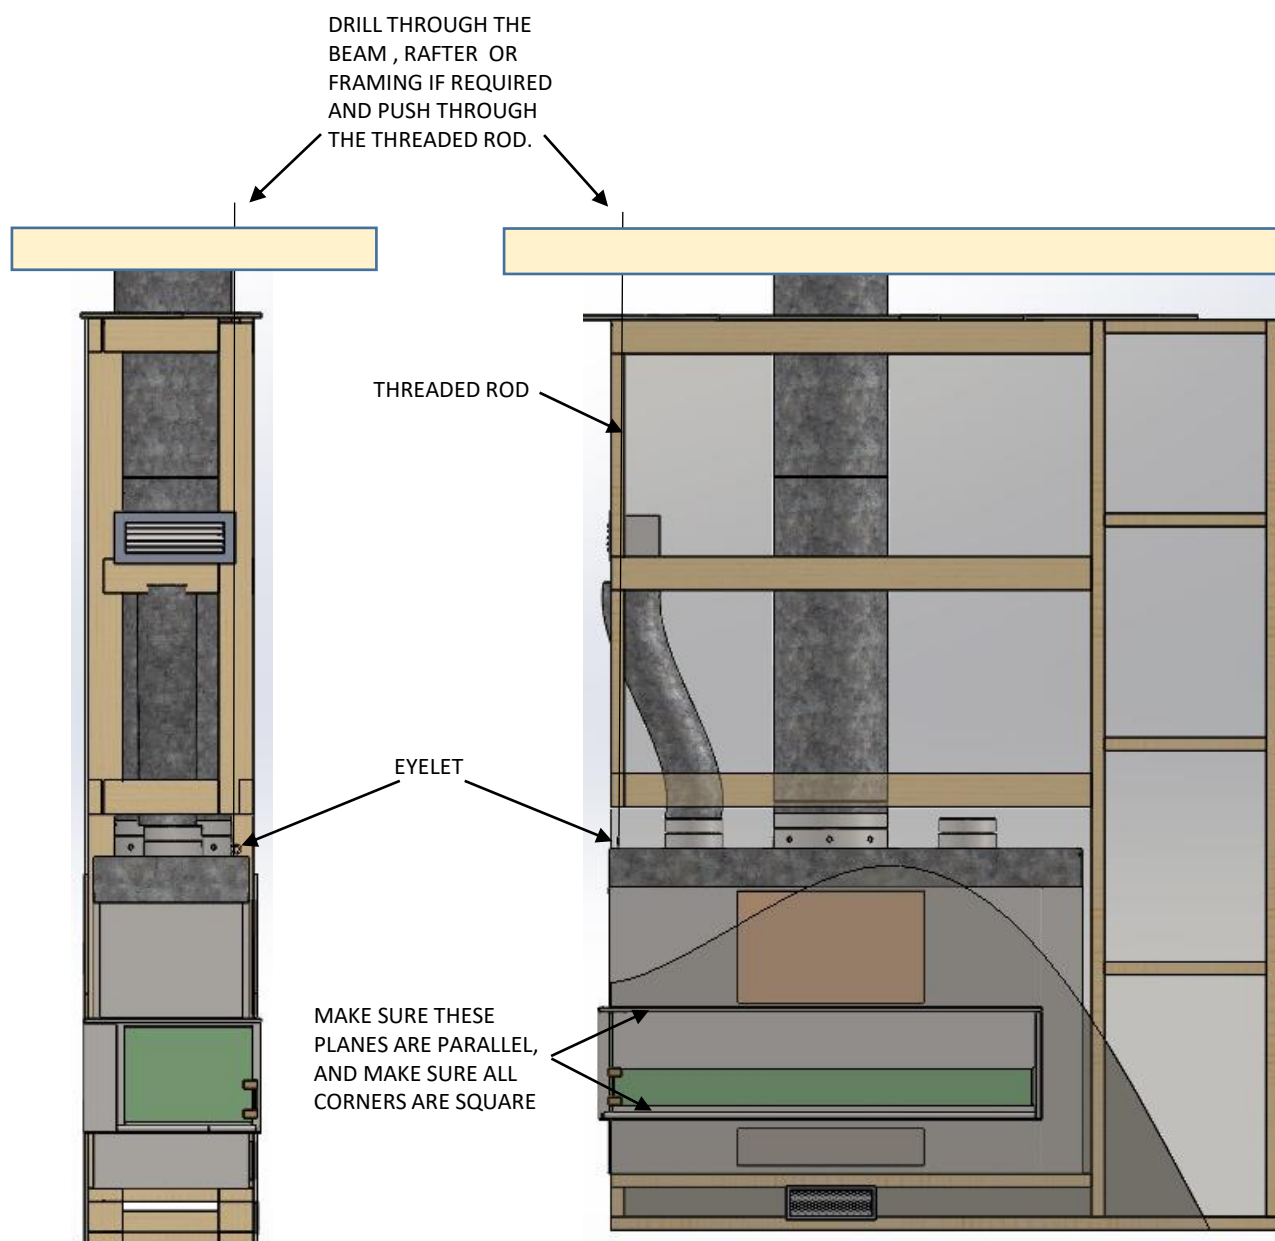 DRILL THROUGH THE
BEAM , RAFTER OR
FRAMING IF REQUIRED
AND PUSH THROUGH
THE THREADED ROD.
THREADED ROD
EYELET
MAKE SURE THESE
PLANES ARE PARALLEL,
AND MAKE SURE ALL
CORNERS ARE SQUARE